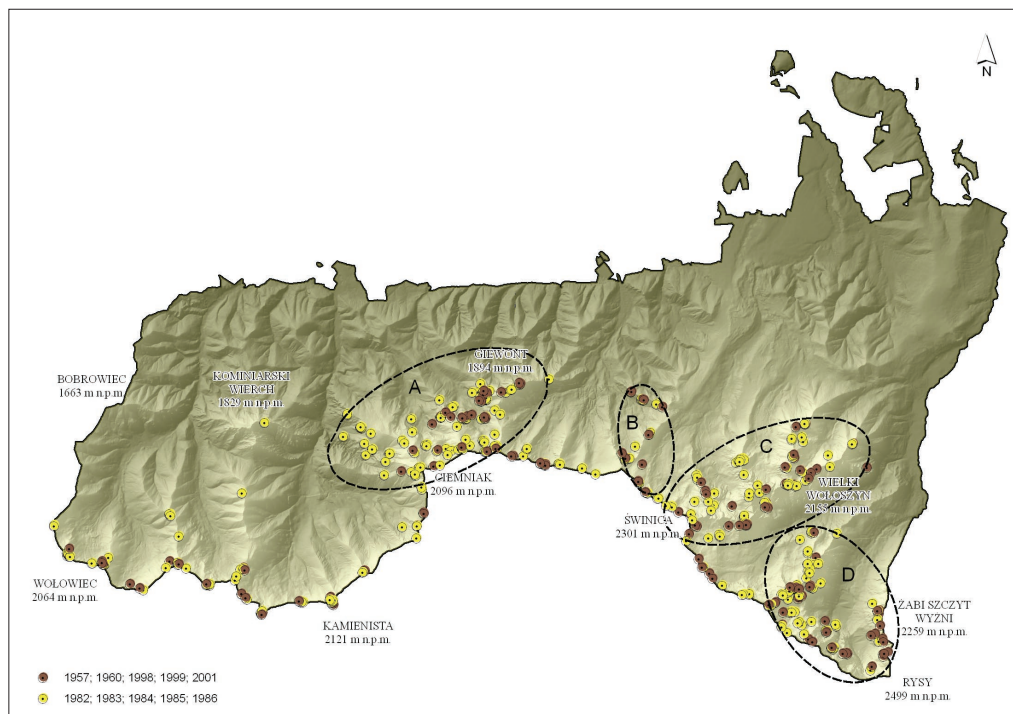 N
GIEWONT
1894 m n.p.m.
BOBROWIEC
1663 m n.p.m.
KOMINIARSKI
WIERCH
1829 m n.p.m.
A
B
C
CIEMNIAK
2096 m n.p.m.
WIELKI
WOŁOSZYN
2155 m n.p.m.
ŚWINICA
2301 m n.p.m.
D
WOŁOWIEC
2064 m n.p.m.
ŻABI SZCZYT
WYŻNI
2259 m n.p.m.
KAMIENISTA
2121 m n.p.m.
RYSY
2499 m n.p.m.
1957; 1960; 1998; 1999; 2001
1982; 1983; 1984; 1985; 1986